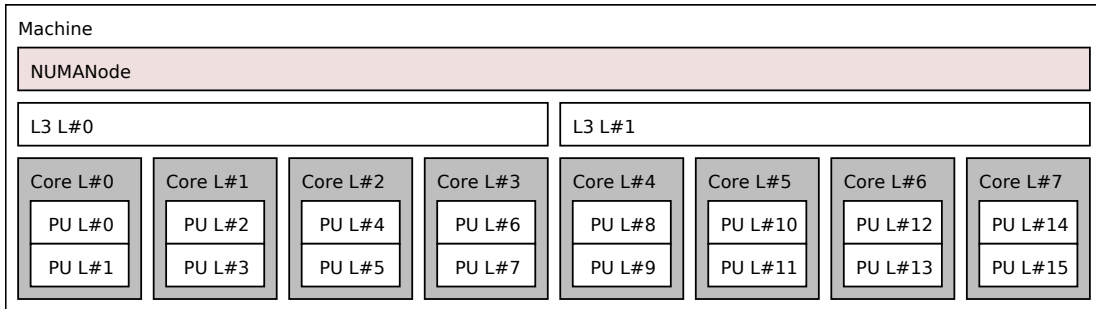 Machine
NUMANode
L3 L#0 L3 L#1
Core L#0 Core L#1 Core L#2 Core L#3 Core L#4 Core L#5 Core L#6 Core L#7
PU L#0 PU L#2 PU L#4 PU L#6 PU L#8 PU L#10 PU L#12 PU L#14
PU L#1 PU L#3 PU L#5 PU L#7 PU L#9 PU L#11 PU L#13 PU L#15